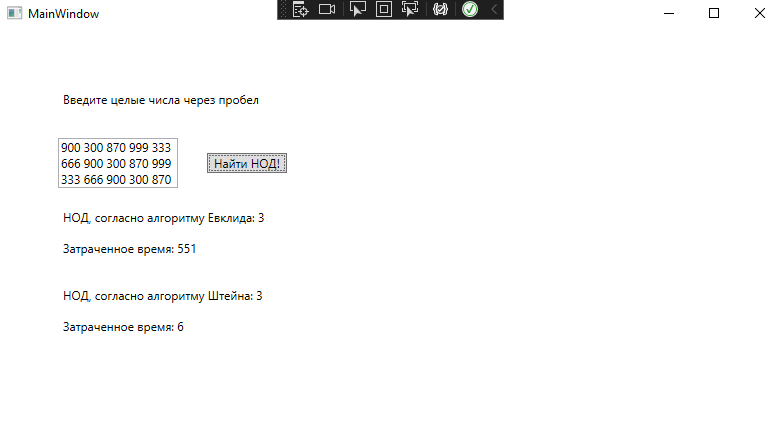 MainWindow
Введите целые числа через пробел
900 300 870 999 333
666 900 300 870 999
333 666 900 300 870
Найти НОД!
НОД, согласно алгоритму Евклида: 3
Затраченное время: 551
НОД, согласно алгоритму Штейна: 3
Затраченное время: 6